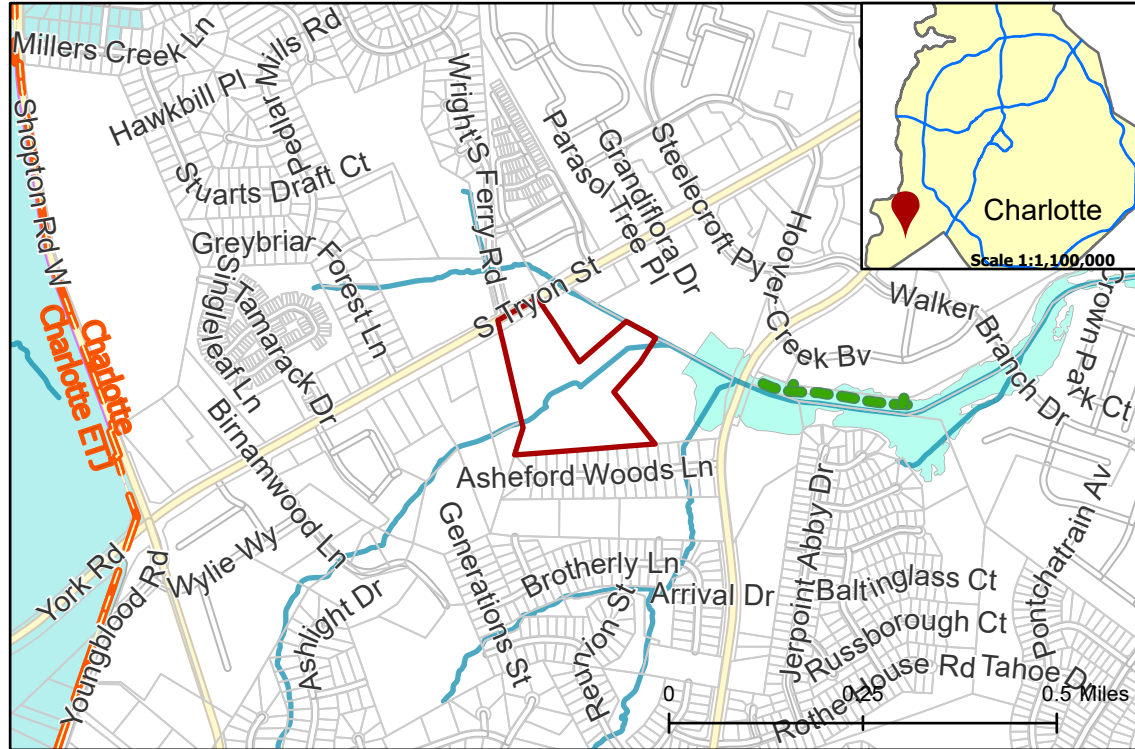 Millers Creek Ln
Hawkbill Pl
Pedlar Mills Rd
Stuarts Draft Ct
Shopton Rd W
Greybriar Forest Ln
Singleleaf Ln
Tamarack Dr
Birnamwood Ln
Charlotte
Charlotte ETJ
York Rd
Youngblood Rd
Wylie Wy
Ashlight Dr
Wright'S Ferry Rd
S Tryon St
Parasol Tree Pl
Grandiflora Dr
Steelecroft Py
Hoover Creek Bv
Walker Branch Dr
Crown Park Ct
Asheford Woods Ln
Generations St
Brotherly Ln
Reunion St
Arrival Dr
Jerpoint Abby Dr
Baltinglass Ct
Russborough Ct
Rothe House Rd
Tahoe Dr
Pontchatrain Av
Charlotte
Scale 1:1,100,000
0 0.25 0.5 Miles